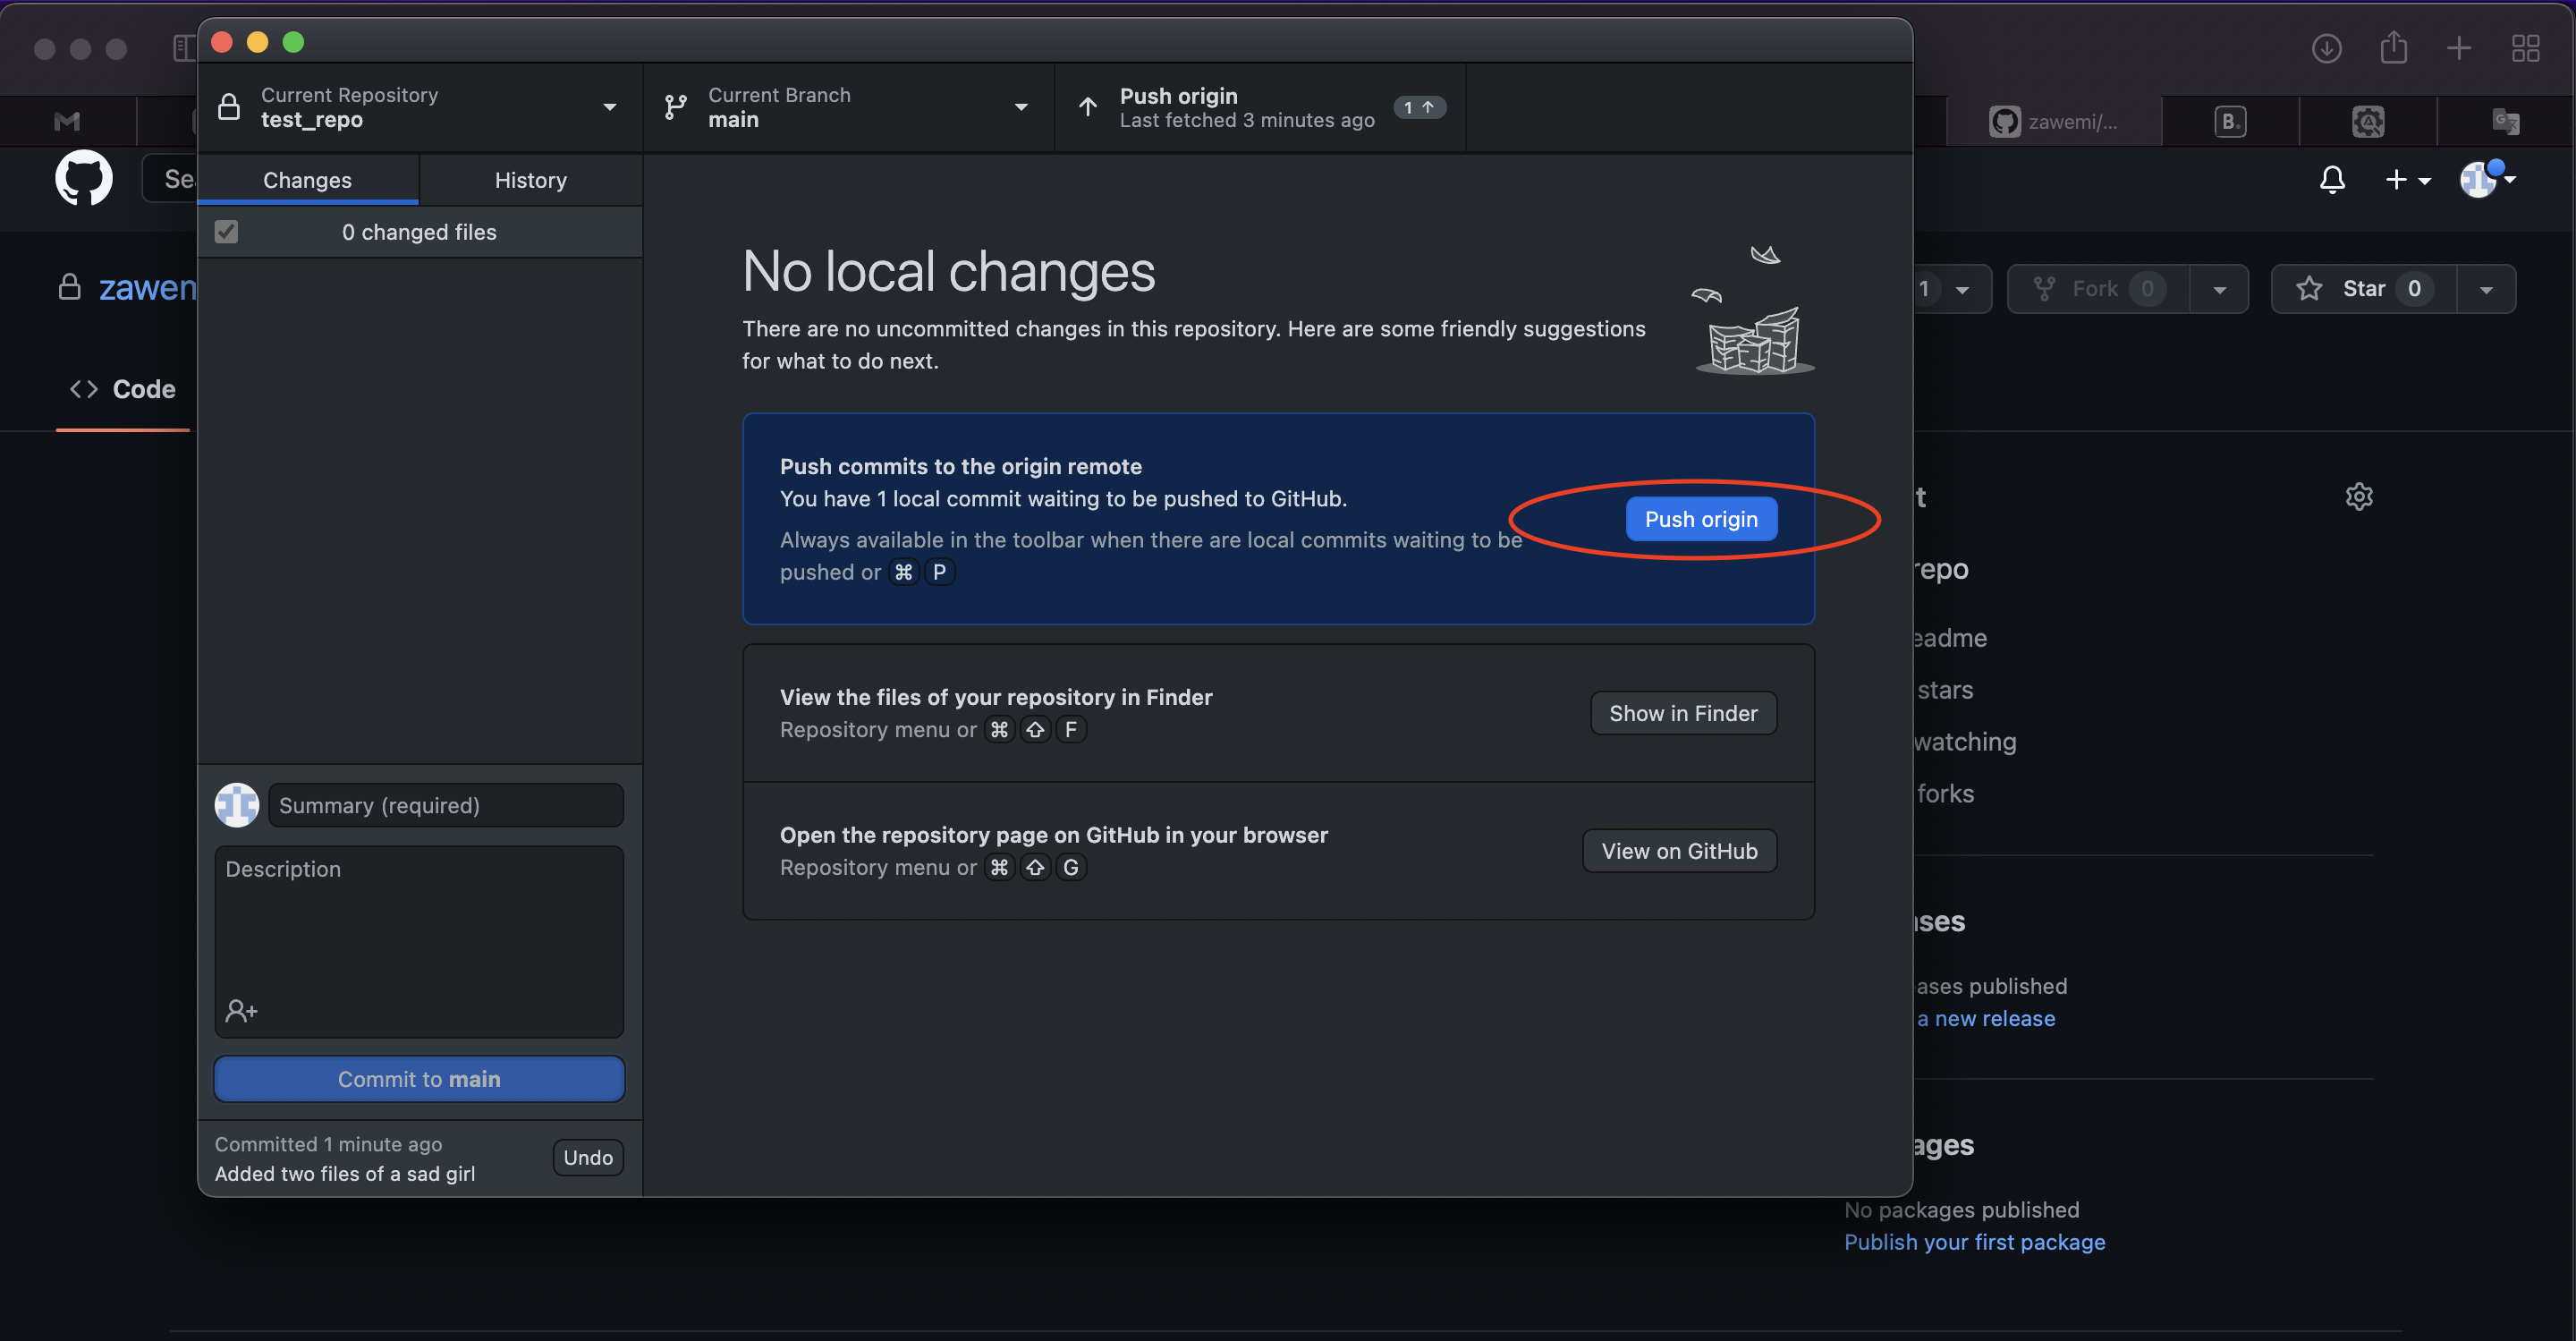 Current Repository
test_repo
Current Branch
main
Push origin
Last fetched 3 minutes ago
1
zawemi/...
B.
G
Changes
History
0 changed files
No local changes
There are no uncommitted changes in this repository. Here are some friendly suggestions
for what to do next.
Push commits to the origin remote
You have 1 local commit waiting to be pushed to GitHub.
Always available in the toolbar when there are local commits waiting to be
pushed or ⌘ P
Push origin
View the files of your repository in Finder
Repository menu or ⌘ ⇧ F
Show in Finder
Open the repository page on GitHub in your browser
Repository menu or ⌘ ⇧ G
View on GitHub
Summary (required)
Description
Commit to main
Committed 1 minute ago
Added two files of a sad girl
Undo
Sea
zawem
Code
1
Fork 0
Star 0
t
repo
eadme
stars
watching
forks
ases
ases published
a new release
ages
No packages published
Publish your first package